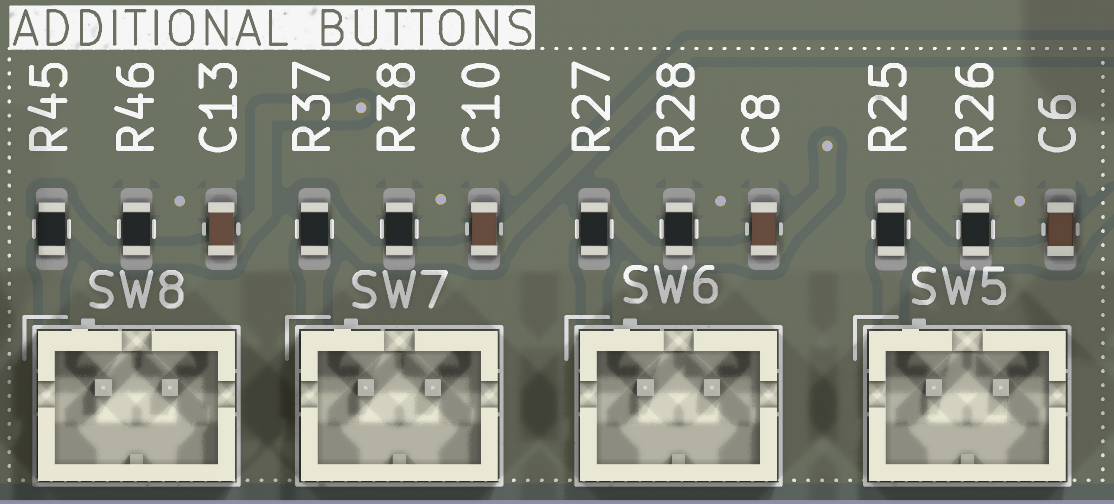 ADDITIONAL BUTTONS
R45 R46 C13 R37 R38 C10 R27 R28 C8 R25 R26 C6
SW8 SW7 SW6 SW5